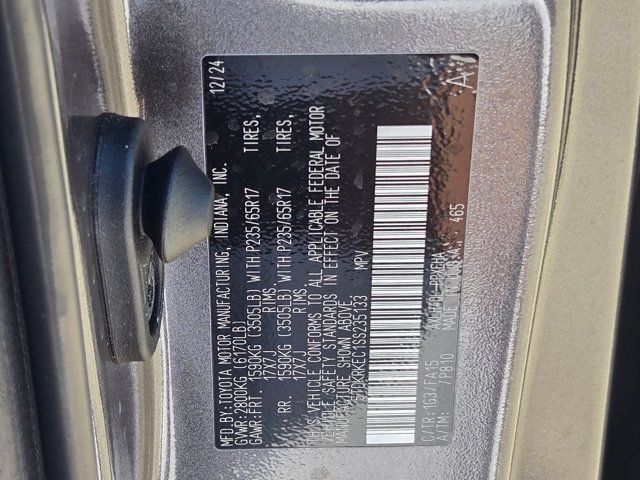 MFD.BY:TOYOTA MOTOR MANUFACTURING INDIANA, INC. 12/24
GVWR:2800KG (6170LB)
GAWR:FRT. 1590KG (3505LB) WITH P235/65R17 TIRES,
17X7J RIMS.
RR. 1590KG (3505LB) WITH P235/65R17 TIRES,
17X7J RIMS.
THIS VEHICLE CONFORMS TO ALL APPLICABLE FEDERAL MOTOR
VEHICLE SAFETY STANDARDS IN EFFECT ON THE DATE OF
MANUFACTURE SHOWN ABOVE.
MPV
C/TR:1G3/FA15
A/TM: /P810
465
A7